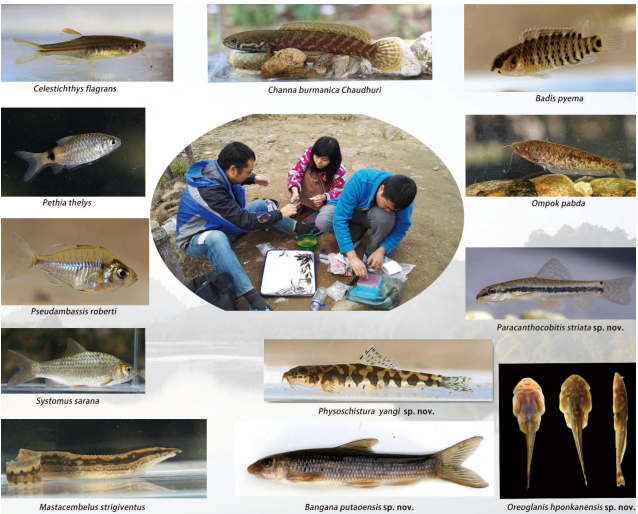 Celestichthys flagrans
Channa burmanica Chaudhuri
Badis pyema
Pethia thelys
Ompok pabda
Pseudambassis roberti
Paracanthocobitis striata sp. nov.
Systomus sarana
Physoschistura yangi sp. nov.
Mastacembelus strigiventus
Bangana putaoensis sp. nov.
Oreoglanis hponkanensis sp. nov.